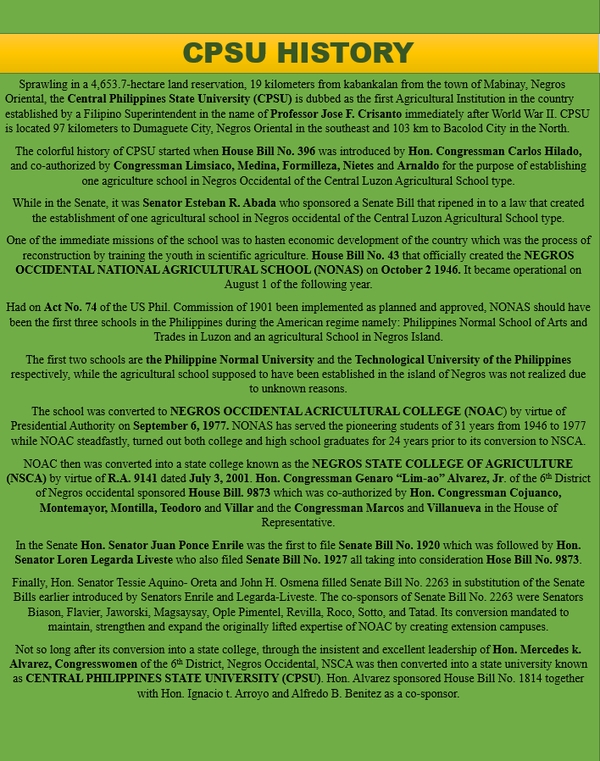 CPSU HISTORY
Sprawling in a 4,653.7-hectare land reservation, 19 kilometers from kabankalan from the town of Mabinay, Negros
Oriental, the Central Philippines State University (CPSU) is dubbed as the first Agricultural Institution in the country
established by a Filipino Superintendent in the name of Professor Jose F. Crisanto immediately after World War II. CPSU
is located 97 kilometers to Dumaguete City, Negros Oriental in the southeast and 103 km to Bacolod City in the North.
The colorful history of CPSU started when House Bill No. 396 was introduced by Hon. Congressman Carlos Hilado,
and co-authorized by Congressman Limsiaco, Medina, Formilleza, Nietes and Arnaldo for the purpose of establishing
one agriculture school in Negros Occidental of the Central Luzon Agricultural School type.
While in the Senate, it was Senator Esteban R. Abada who sponsored a Senate Bill that ripened in to a law that created
the establishment of one agricultural school in Negros occidental of the Central Luzon Agricultural School type.
One of the immediate missions of the school was to hasten economic development of the country which was the process of
reconstruction by training the youth in scientific agriculture. House Bill No. 43 that officially created the NEGROS
OCCIDENTAL NATIONAL AGRICULTURAL SCHOOL (NONAS) on October 2 1946. It became operational on
August 1 of the following year.
Had on Act No. 74 of the US Phil. Commission of 1901 been implemented as planned and approved, NONAS should have
been the first three schools in the Philippines during the American regime namely: Philippines Normal School of Arts and
Trades in Luzon and an agricultural School in Negros Island.
The first two schools are the Philippine Normal University and the Technological University of the Philippines
respectively, while the agricultural school supposed to have been established in the island of Negros was not realized due
to unknown reasons.
The school was converted to NEGROS OCCIDENTAL ACRICULTURAL COLLEGE (NOAC) by virtue of
Presidential Authority on September 6, 1977. NONAS has served the pioneering students of 31 years from 1946 to 1977
while NOAC steadfastly, turned out both college and high school graduates for 24 years prior to its conversion to NSCA.
NOAC then was converted into a state college known as the NEGROS STATE COLLEGE OF AGRICULTURE
(NSCA) by virtue of R.A. 9141 dated July 3, 2001. Hon. Congressman Genaro “Lim-ao” Alvarez, Jr. of the 6th District
of Negros occidental sponsored House Bill. 9873 which was co-authorized by Hon. Congressman Cojuanco,
Montemayor, Montilla, Teodoro and Villar and the Congressman Marcos and Villanueva in the House of
Representative.
In the Senate Hon. Senator Juan Ponce Enrile was the first to file Senate Bill No. 1920 which was followed by Hon.
Senator Loren Legarda Liveste who also filed Senate Bill No. 1927 all taking into consideration Hose Bill No. 9873.
Finally, Hon. Senator Tessie Aquino- Oreta and John H. Osmena filled Senate Bill No. 2263 in substitution of the Senate
Bills earlier introduced by Senators Enrile and Legarda-Liveste. The co-sponsors of Senate Bill No. 2263 were Senators
Biason, Flavier, Jaworski, Magsaysay, Ople Pimentel, Revilla, Roco, Sotto, and Tatad. Its conversion mandated to
maintain, strengthen and expand the originally lifted expertise of NOAC by creating extension campuses.
Not so long after its conversion into a state college, through the insistent and excellent leadership of Hon. Mercedes k.
Alvarez, Congresswomen of the 6th District, Negros Occidental, NSCA was then converted into a state university known
as CENTRAL PHILIPPINES STATE UNIVERSITY (CPSU). Hon. Alvarez sponsored House Bill No. 1814 together
with Hon. Ignacio t. Arroyo and Alfredo B. Benitez as a co-sponsor.